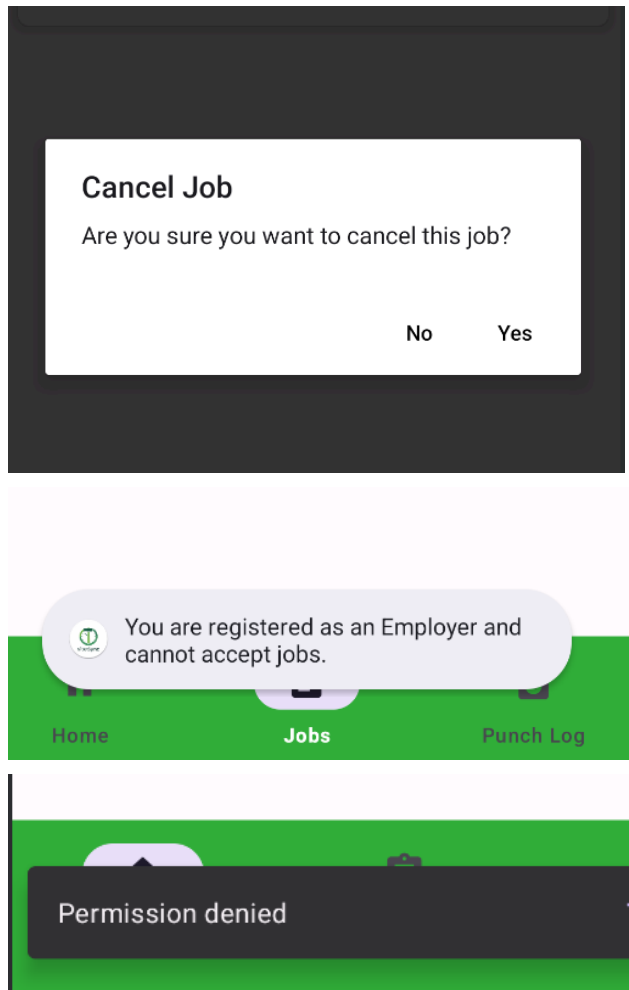 Cancel Job
Are you sure you want to cancel this job?
No Yes
You are registered as an Employer and
cannot accept jobs.
Home Jobs Punch Log
Permission denied